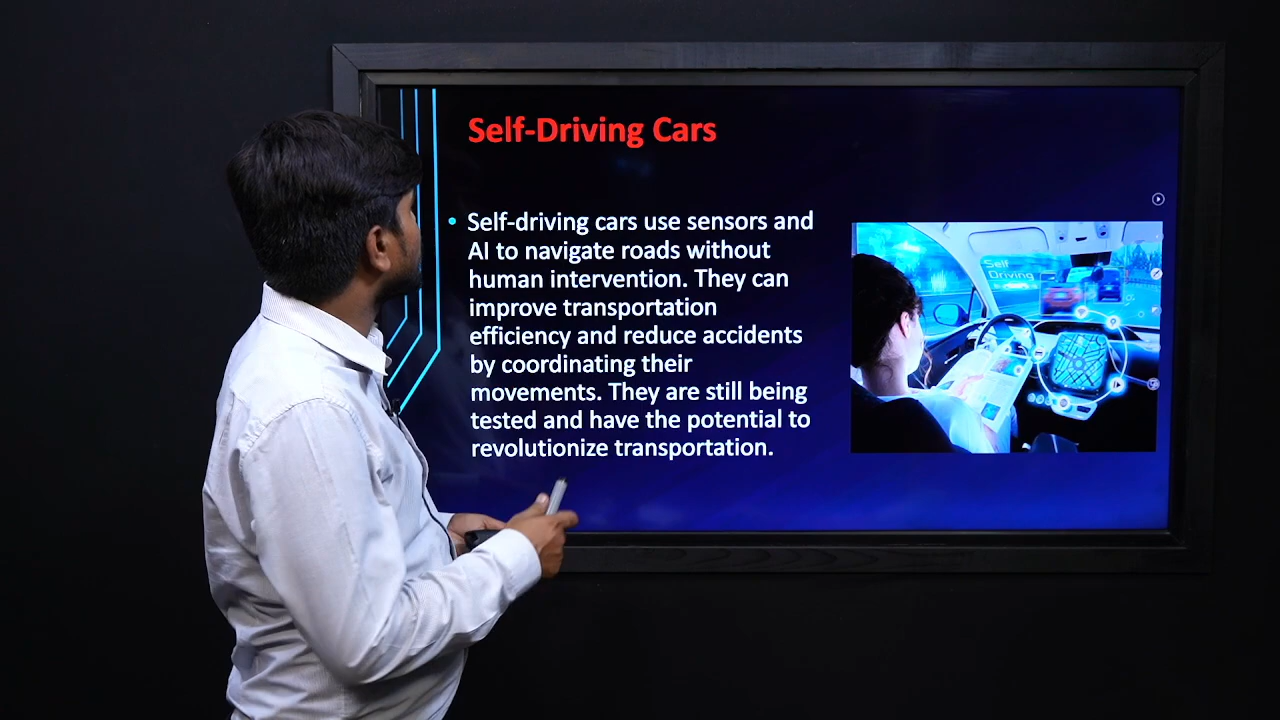 Self-Driving Cars
• Self-driving cars use sensors and
AI to navigate roads without
human intervention. They can
improve transportation
efficiency and reduce accidents
by coordinating their
movements. They are still being
tested and have the potential to
revolutionize transportation.
Self
Driving